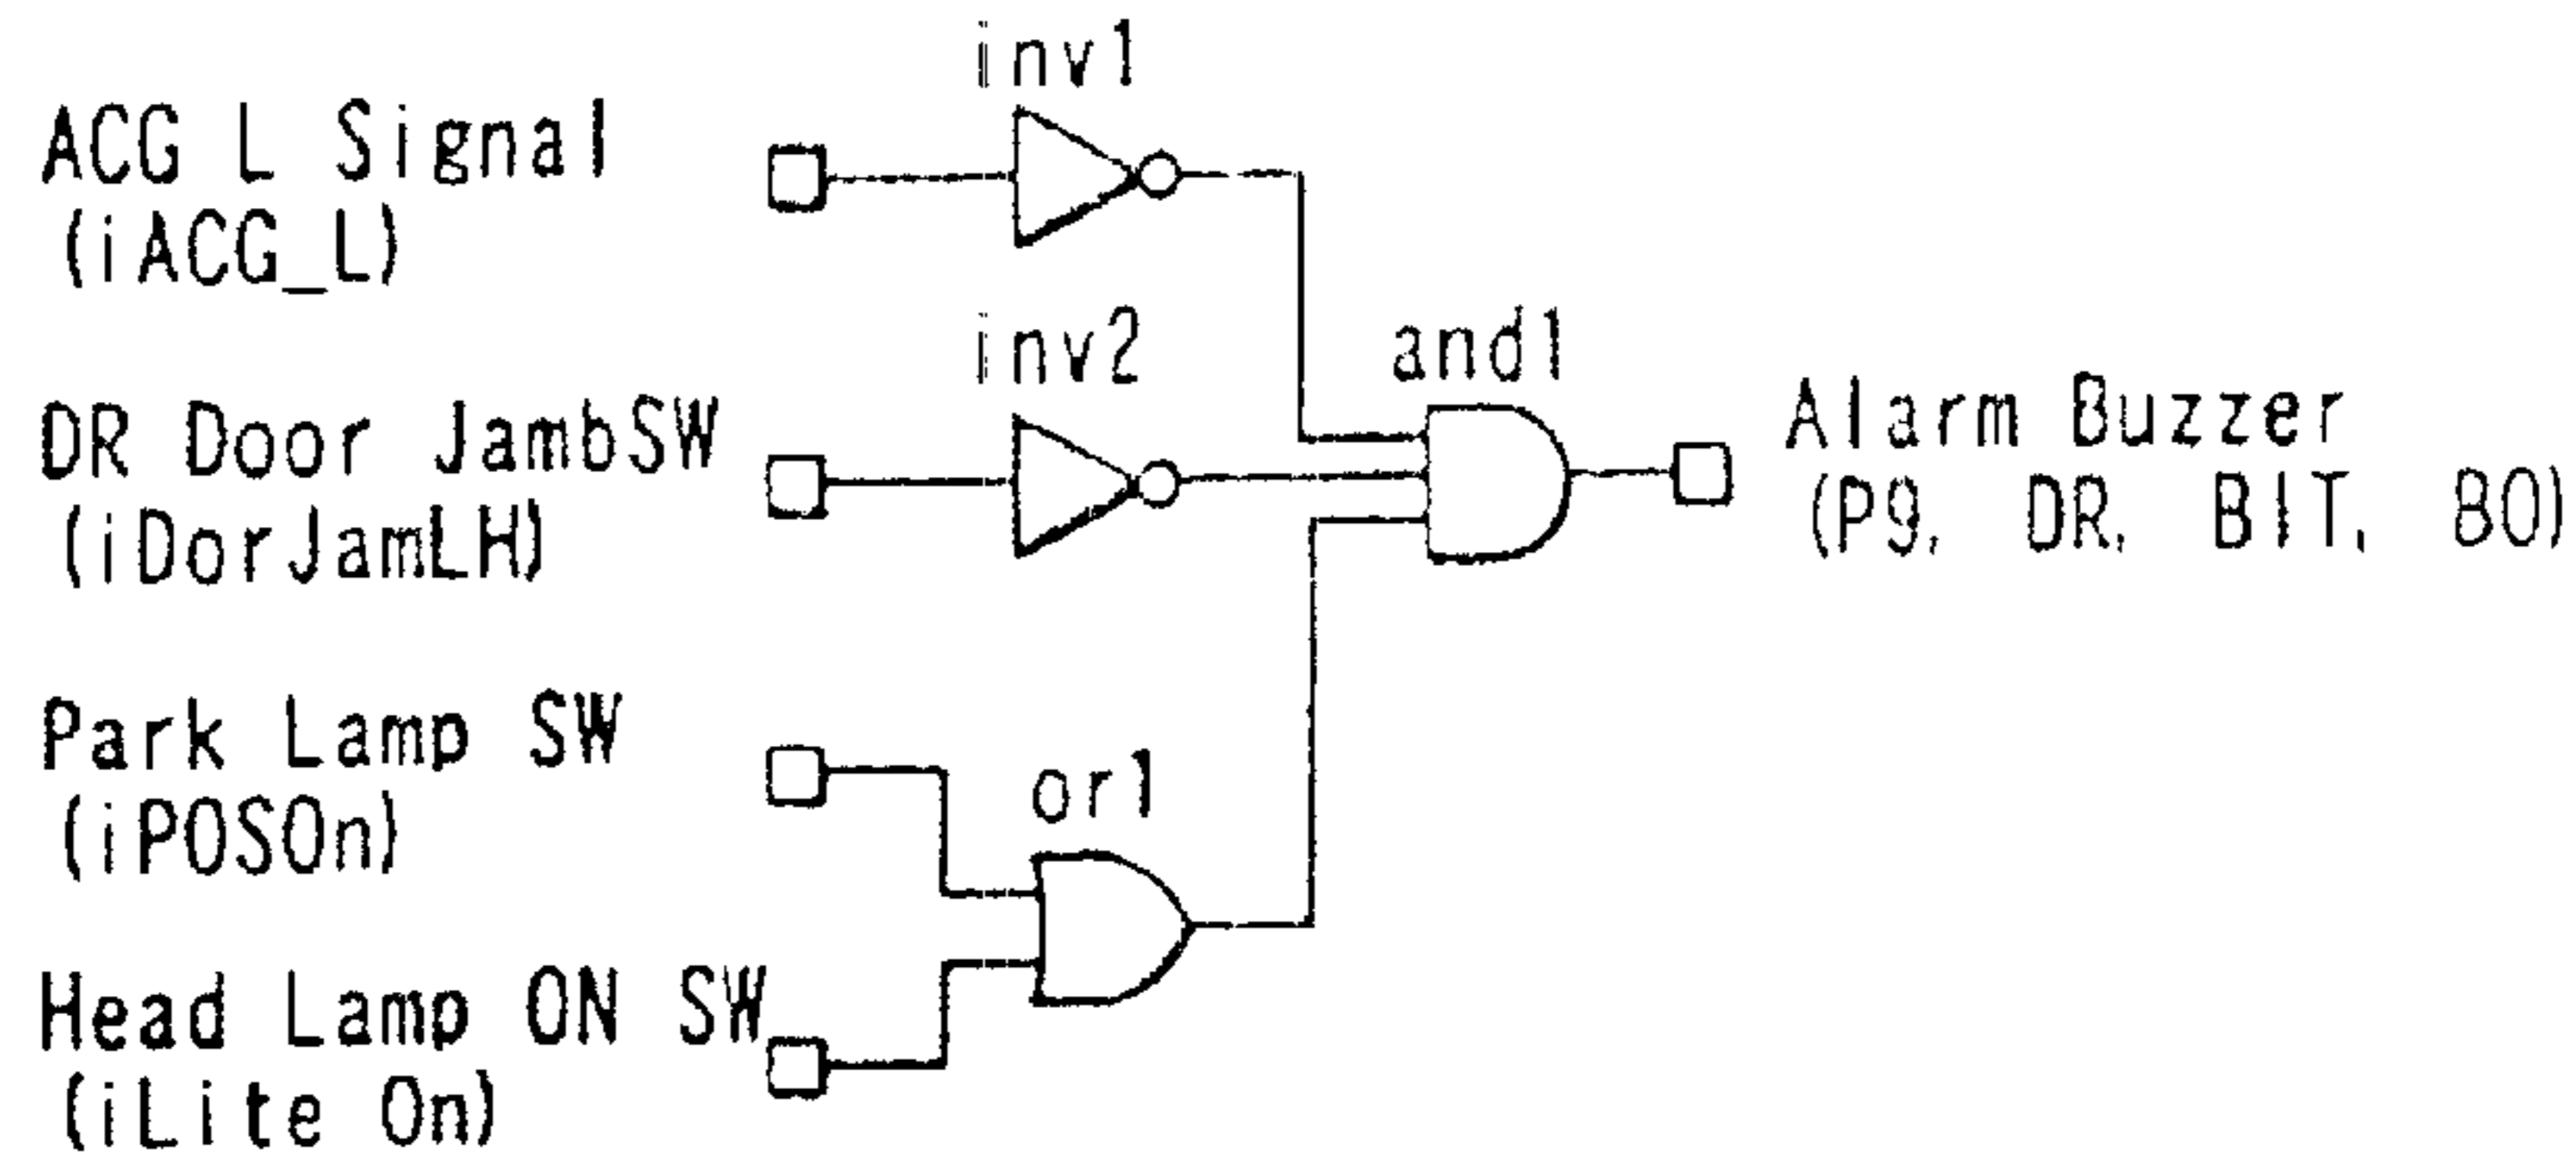 inv1
ACG L Signal
(iACG_L)
inv2
and1
DR Door JambSW
(iDorJamLH)
Alarm Buzzer
(P9, DR, BIT, B0)
Park Lamp SW
(iPOSOn)
or1
Head Lamp ON SW
(iLite On)